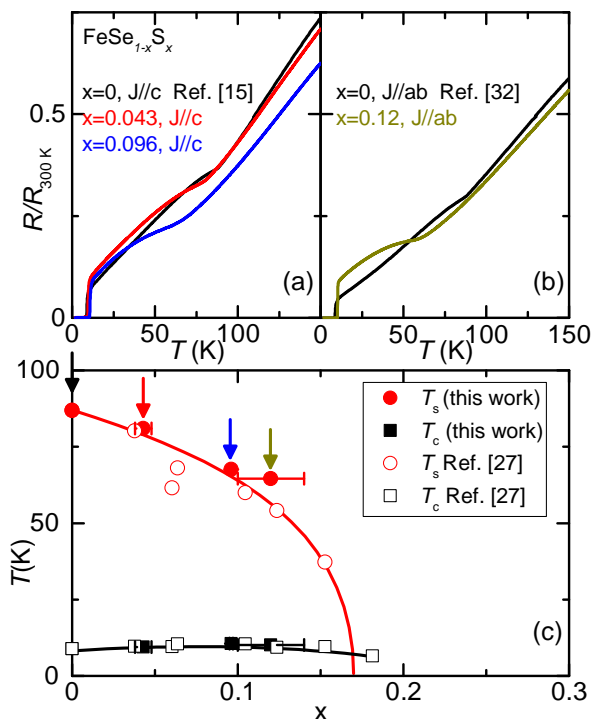 FeSe1-xSx
x=0, J//c Ref. [15]
x=0.043, J//c
x=0.096, J//c
x=0, J//ab Ref. [32]
x=0.12, J//ab
0.5
0
R/R300 K
(a)
(b)
0 50 100 0 50 100 150
T (K) T (K)
100
50
0
T(K)
Ts (this work)
Tc (this work)
Ts Ref. [27]
Tc Ref. [27]
(c)
0 0.1 0.2 0.3
x